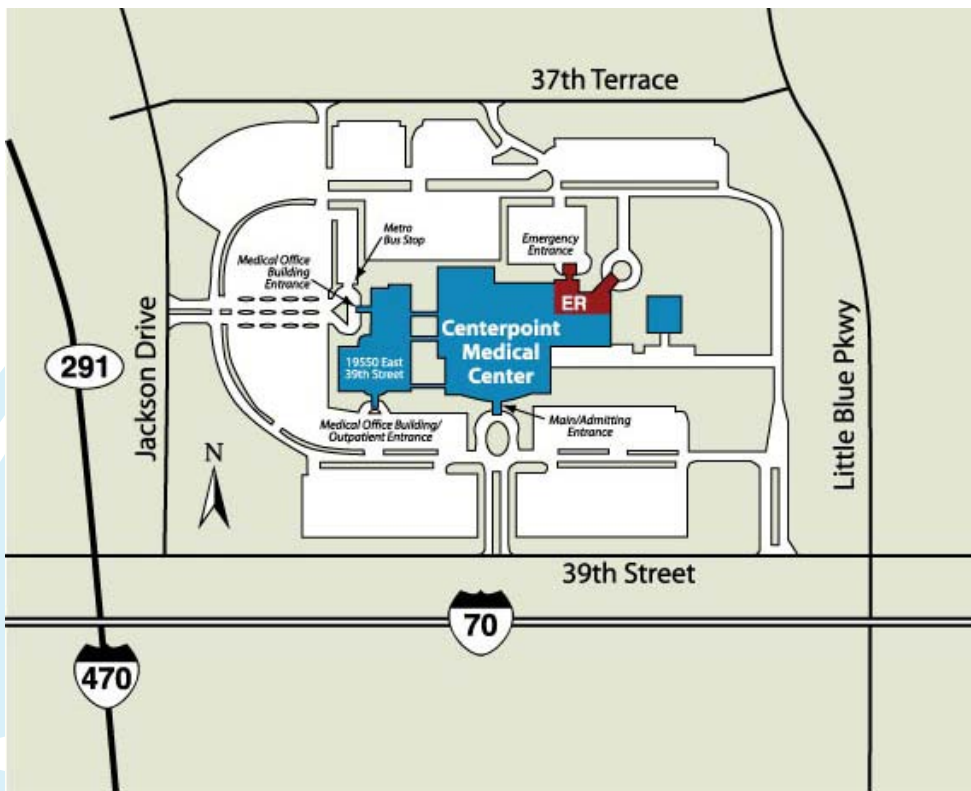 37th Terrace
Metro
Bus Stop
Emergency
Entrance
Medical Office
Building
Entrance
ER
Centerpoint
Medical
Center
19550 East
39th Street
291
Jackson Drive
Little Blue Pkwy
Medical Office Building/
Outpatient Entrance
Main/Admitting
Entrance
N
39th Street
70
470